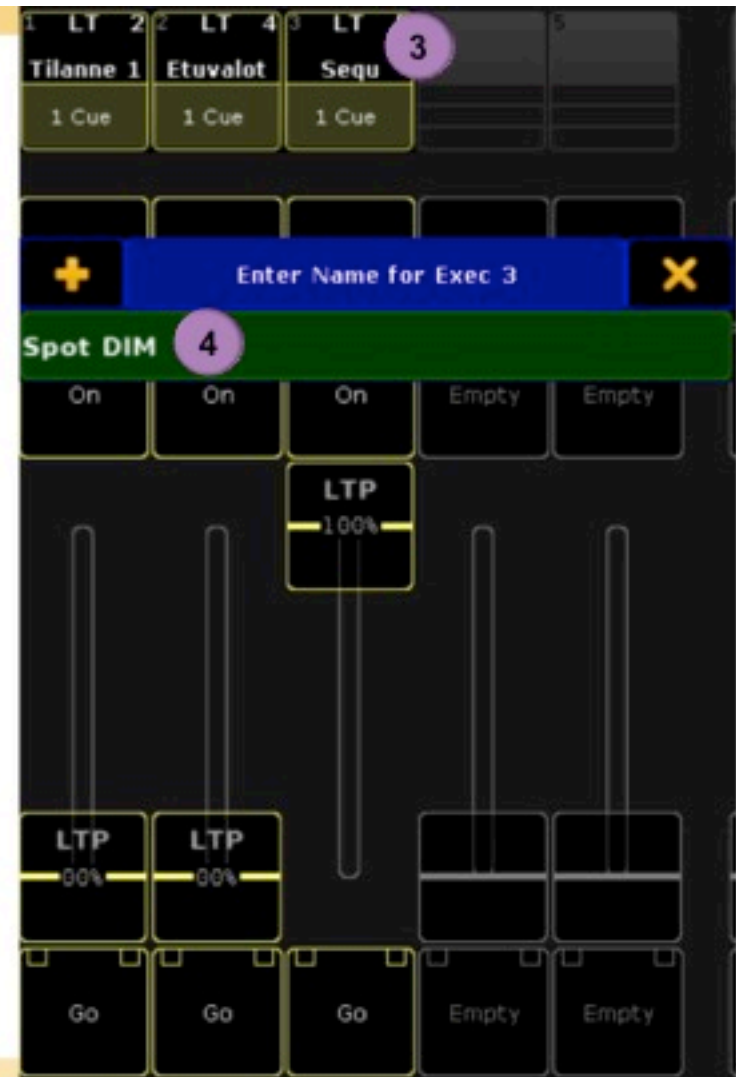 1 LT 2 2 LT 4 3 LT 3 5
Tilanne 1 Etuvalot Sequ
1 Cue 1 Cue 1 Cue
Enter Name for Exec 3
Spot DIM 4
On On On Empty Empty
LTP
100%
LTP LTP
00% 00%
Go Go Go Empty Empty